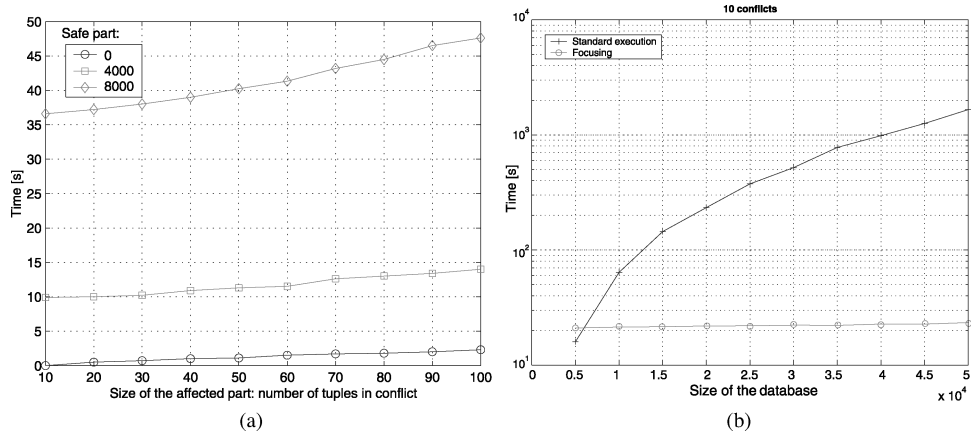 10 conflicts
50
45
40
35
30
25
20
15
10
5
0
Time [s]
Safe part:
0
4000
8000
10 20 30 40 50 60 70 80 90 100
Size of the affected part: number of tuples in conflict
(a)
10^4
10^3
10^2
10^1
Time [s]
Standard execution
Focusing
0 0.5 1 1.5 2 2.5 3 3.5 4 4.5 5
Size of the database
x 10^4
(b)